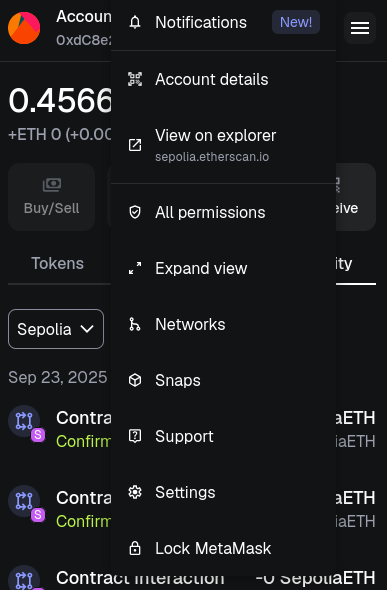 Accoun
Notifications New!
0xdC8e2
Account details
0.4566
View on explorer
sepolia.etherscan.io
+ETH 0 (+0.00
Buy/Sell
eive
All permissions
Tokens
ity
Expand view
Sepolia
Networks
Sep 23, 2025
Snaps
Contra
aETH
Confirm
iaETH
Support
Settings
Contra
aETH
Confirm
iaETH
Lock MetaMask
Contract interaction -0 SepoliaETH